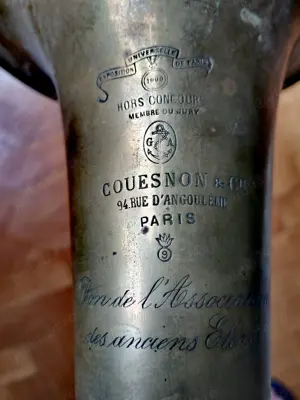 EXPOSITION UNIVERSELLE DE PARIS
1900
HORS CONCOURS
MEMBRE DU JURY
G A
COUESNON & CIE
94, RUE D'ANGOULEME
PARIS
9
Don de l'Association
des anciens